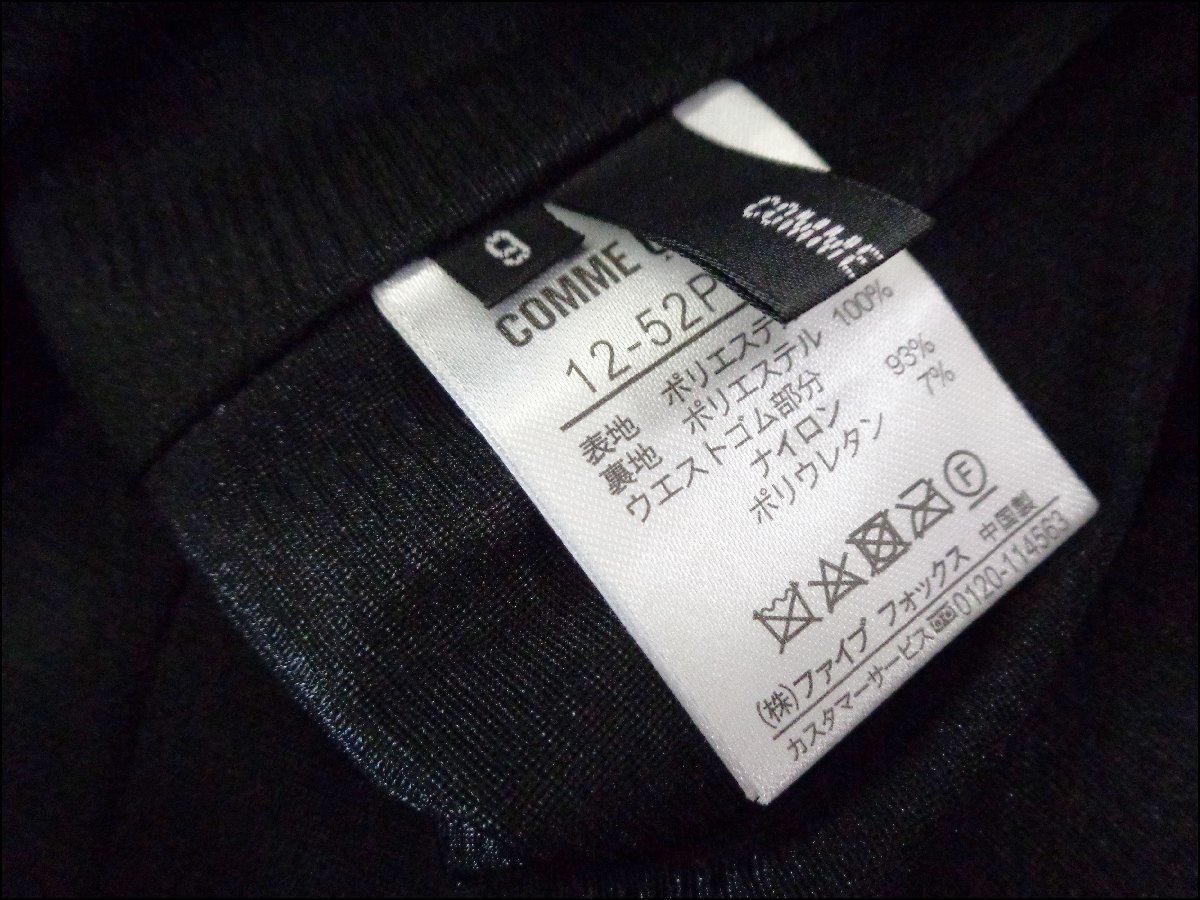 COMME
9
COMME
12-52P
表地 ポリエステ
裏地 ポリエステル 100%
ウエストゴム部分
ナイロン 93%
ポリウレタン 7%
F
(株)ファイブ フォックス 中国製
カスタマーサービス 0120-114563